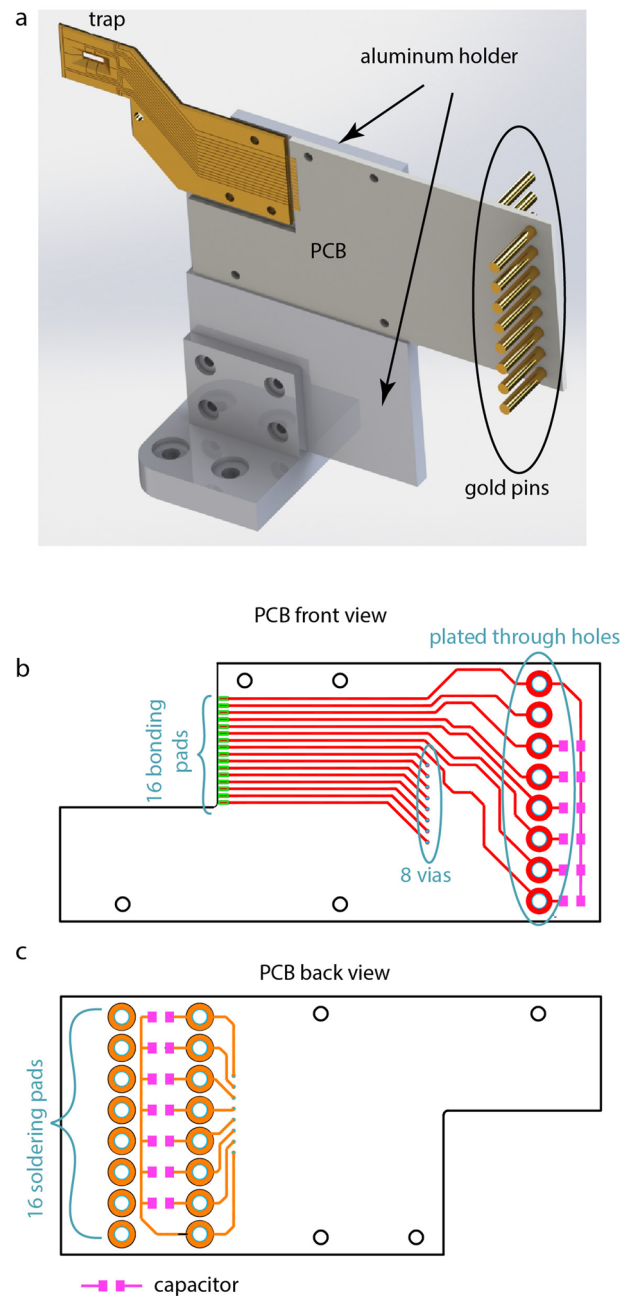 a
trap
aluminum holder
PCB
gold pins
PCB front view
b
plated through holes
16 bonding
pads
8 vias
c
PCB back view
16 soldering pads
capacitor